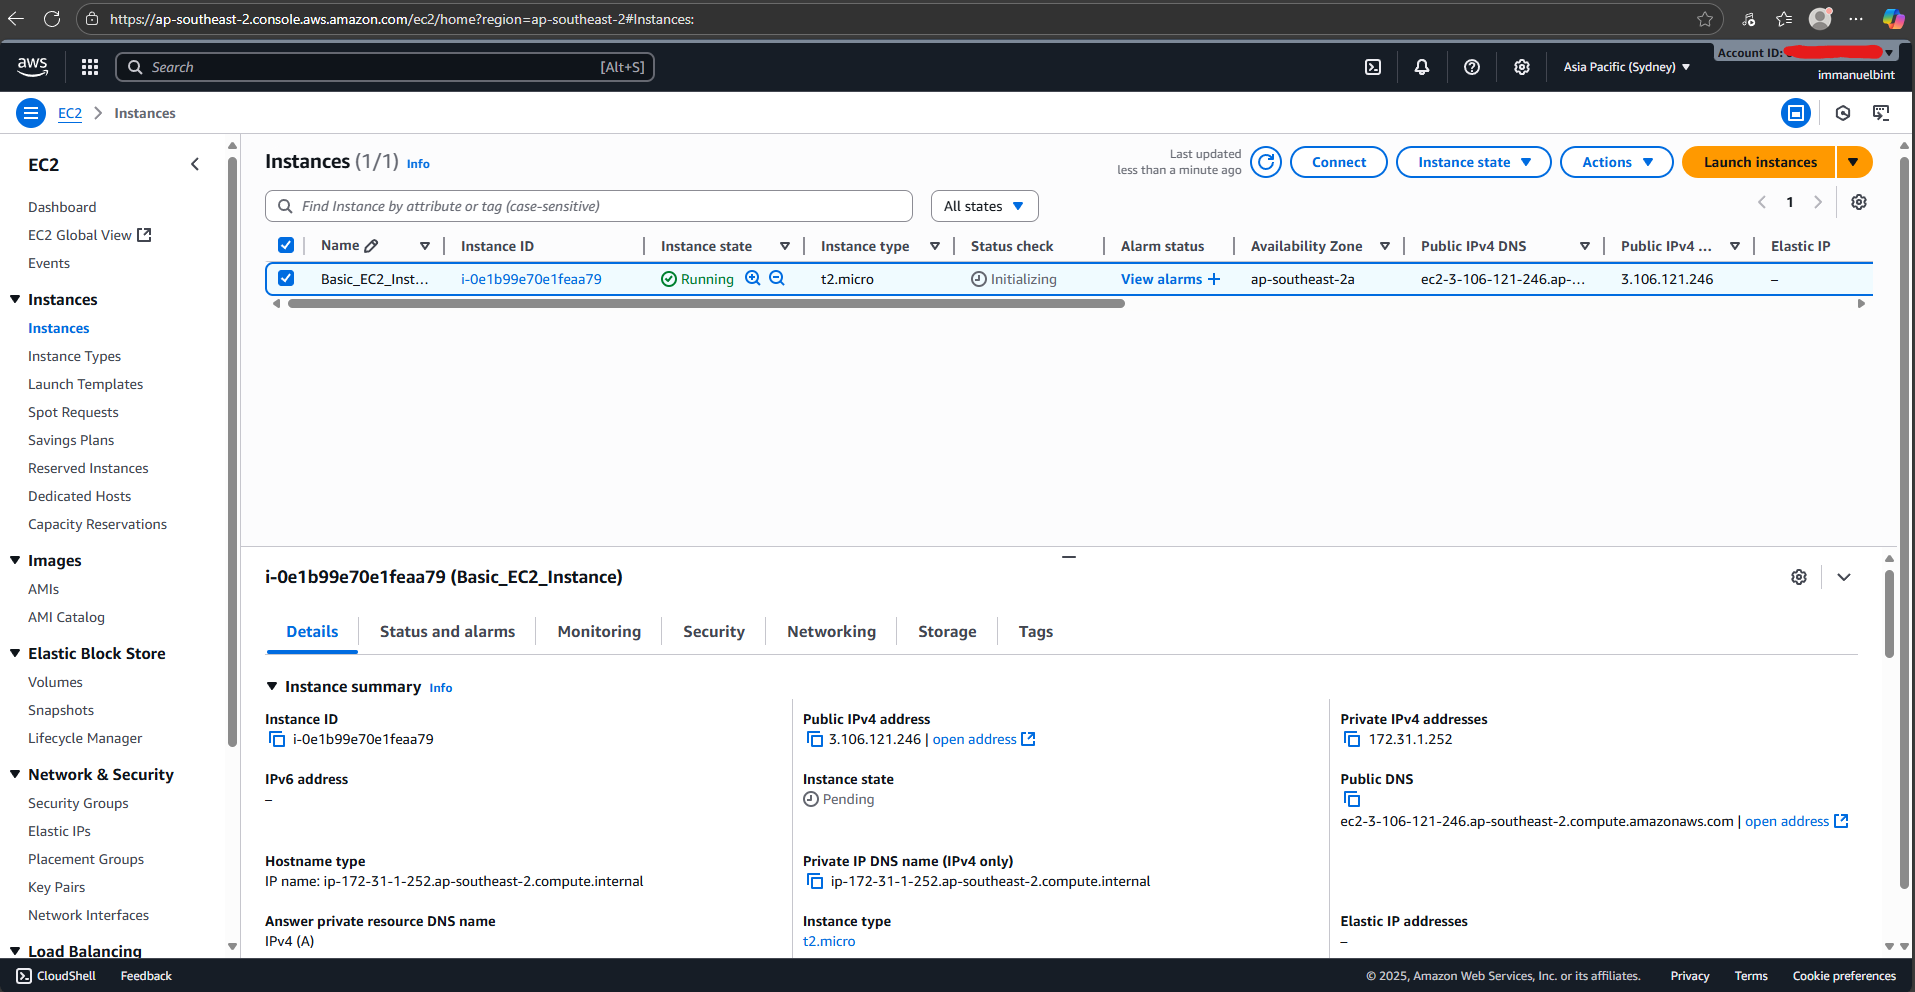 https://ap-southeast-2.console.aws.amazon.com/ec2/home?region=ap-southeast-2#Instances:
aws
Search [Alt+S]
Asia Pacific (Sydney)
Account ID:
immanuelbint
EC2 Instances
EC2
Dashboard
EC2 Global View
Events
Instances
Instances
Instance Types
Launch Templates
Spot Requests
Savings Plans
Reserved Instances
Dedicated Hosts
Capacity Reservations
Images
AMIs
AMI Catalog
Elastic Block Store
Volumes
Snapshots
Lifecycle Manager
Network & Security
Security Groups
Elastic IPs
Placement Groups
Key Pairs
Network Interfaces
Load Balancing
Instances (1/1) Info
Last updated
less than a minute ago
Connect Instance state Actions Launch instances
Find Instance by attribute or tag (case-sensitive) All states 1
Name Instance ID Instance state Instance type Status check Alarm status Availability Zone Public IPv4 DNS Public IPv4 ... Elastic IP
Basic_EC2_Inst... i-0e1b99e70e1feaa79 Running t2.micro Initializing View alarms + ap-southeast-2a ec2-3-106-121-246.ap-... 3.106.121.246 –
i-0e1b99e70e1feaa79 (Basic_EC2_Instance)
Details Status and alarms Monitoring Security Networking Storage Tags
Instance summary Info
Instance ID
i-0e1b99e70e1feaa79
Public IPv4 address
3.106.121.246 | open address
Private IPv4 addresses
172.31.1.252
IPv6 address
–
Instance state
Pending
Public DNS
ec2-3-106-121-246.ap-southeast-2.compute.amazonaws.com | open address
Hostname type
IP name: ip-172-31-1-252.ap-southeast-2.compute.internal
Private IP DNS name (IPv4 only)
ip-172-31-1-252.ap-southeast-2.compute.internal
Answer private resource DNS name
IPv4 (A)
Instance type
t2.micro
Elastic IP addresses
–
CloudShell Feedback
© 2025, Amazon Web Services, Inc. or its affiliates. Privacy Terms Cookie preferences